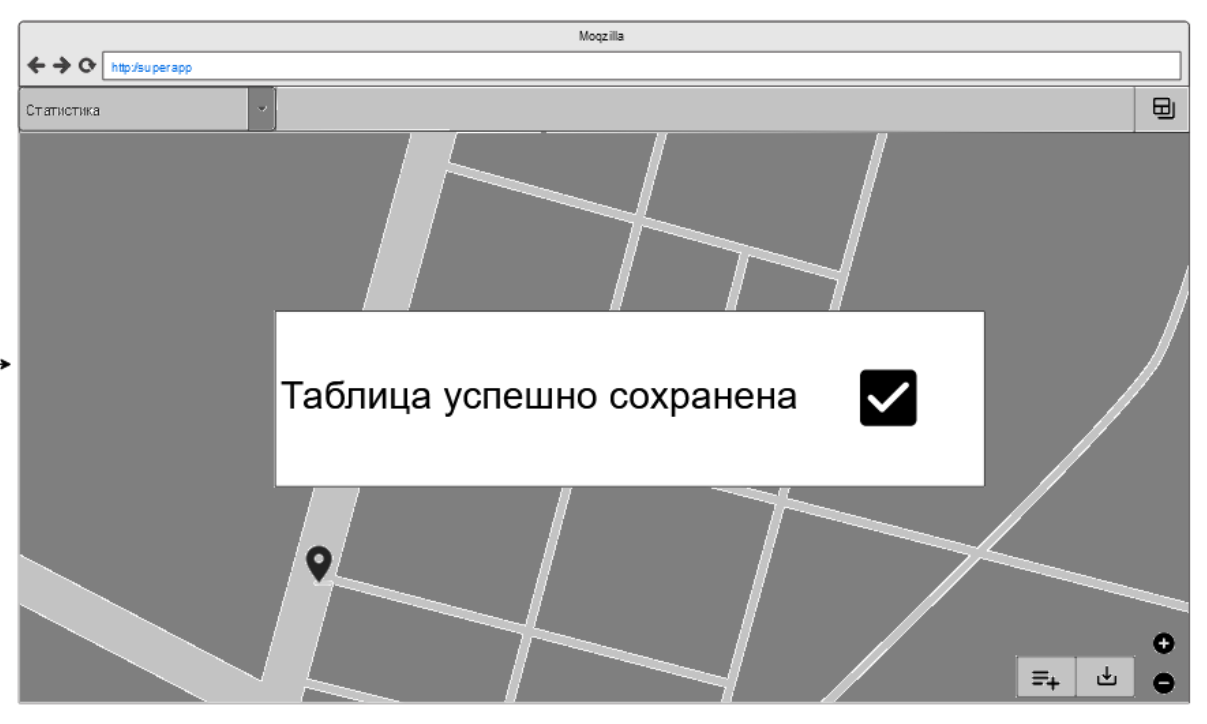 Moqzilla
http:/superapp
Статистика
Таблица успешно сохранена